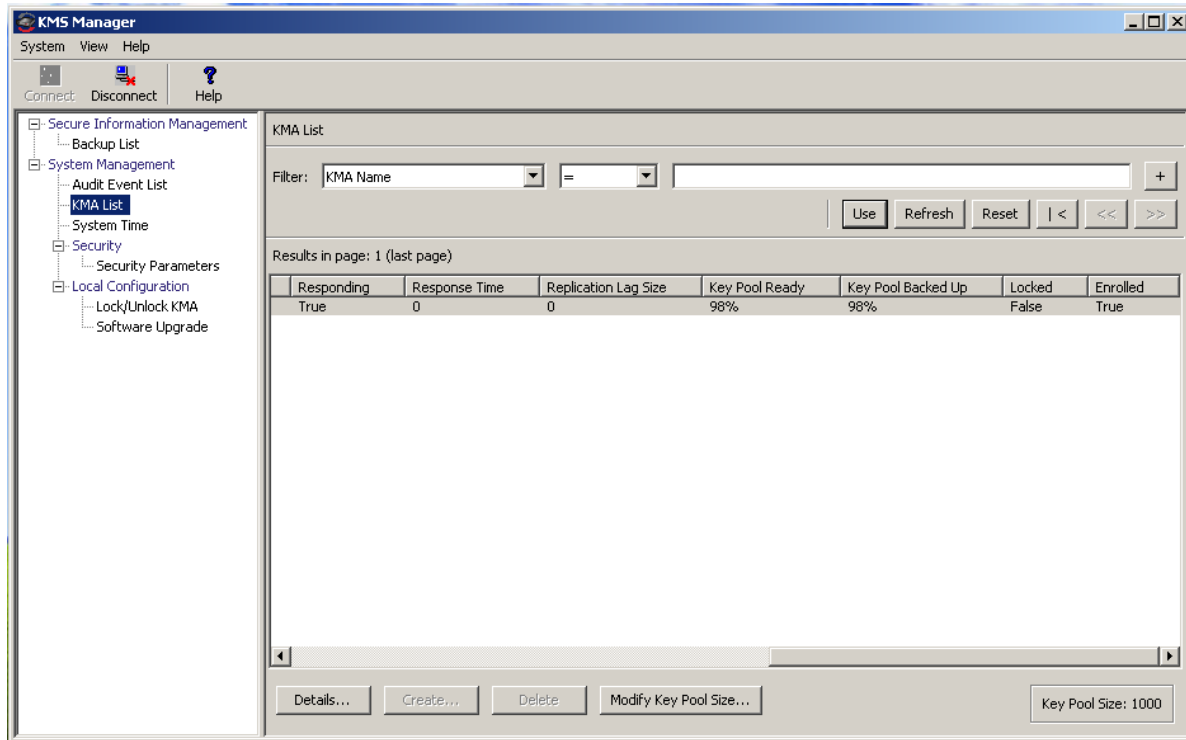 KMS Manager
System View Help
Connect Disconnect Help
Secure Information Management
Backup List
System Management
Audit Event List
KMA List
System Time
Security
Security Parameters
Local Configuration
Lock/Unlock KMA
Software Upgrade
KMA List
Filter: KMA Name = +
Use Refresh Reset |< << >>
Results in page: 1 (last page)
Responding Response Time Replication Lag Size Key Pool Ready Key Pool Backed Up Locked Enrolled
True 0 0 98% 98% False True
Details... Create... Delete Modify Key Pool Size... Key Pool Size: 1000